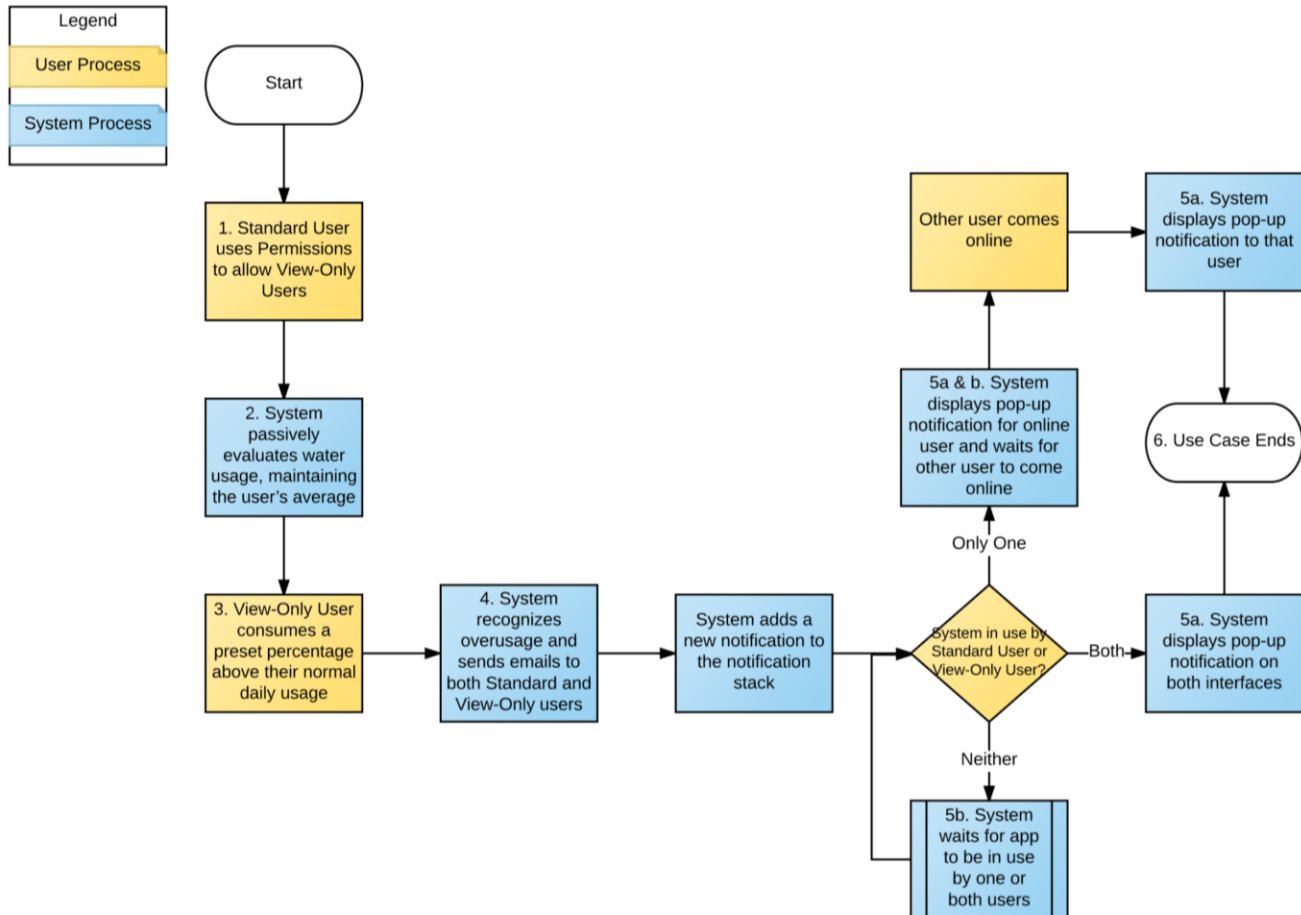 Legend
User Process
System Process
Start
1. Standard User
uses Permissions
to allow View-Only
Users
2. System
passively
evaluates water
usage, maintaining
the user's average
3. View-Only User
consumes a
preset percentage
above their normal
daily usage
4. System
recognizes
overusage and
sends emails to
both Standard and
View-Only users
System adds a
new notification to
the notification
stack
System in use by
Standard User or
View-Only User?
Only One
5a & b. System
displays pop-up
notification for online
user and waits for
other user to come
online
Other user comes
online
5a. System
displays pop-up
notification to that
user
6. Use Case Ends
Both
5a. System
displays pop-up
notification on
both interfaces
Neither
5b. System
waits for app
to be in use
by one or
both users